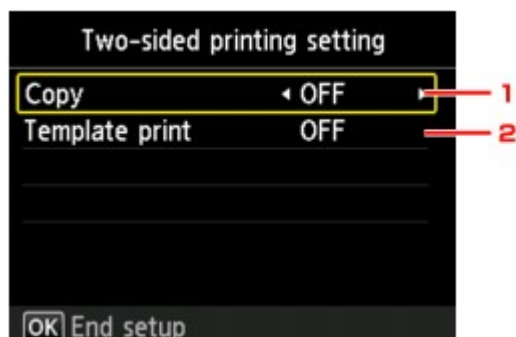 Two-sided printing setting
Copy OFF 1
Template print OFF 2
OK End setup